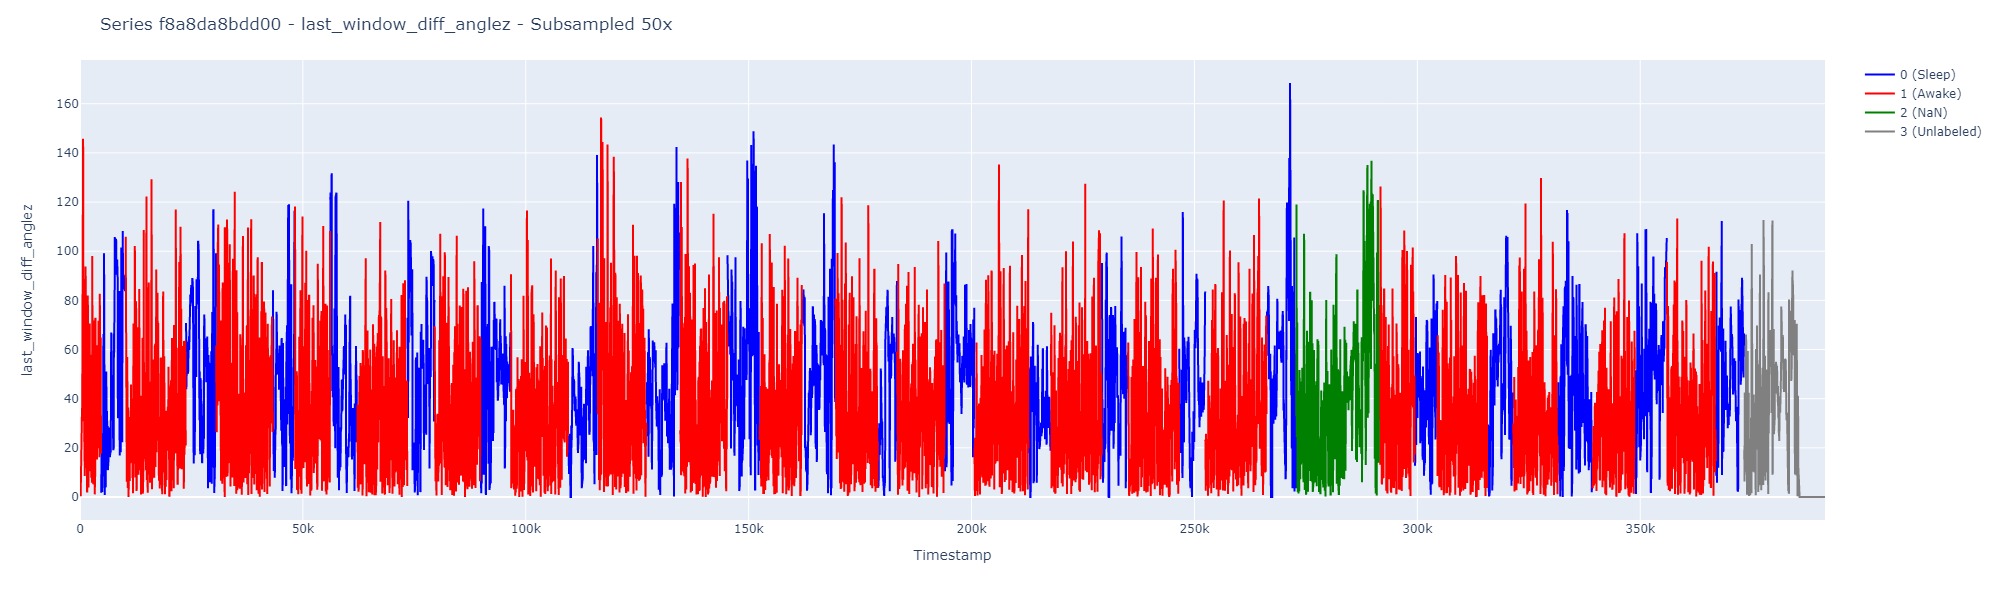 Series f8a8da8bdd00 - last_window_diff_anglez - Subsampled 50x
0 (Sleep)
1 (Awake)
2 (NaN)
3 (Unlabeled)
last_window_diff_anglez
160
140
120
100
80
60
40
20
0
0 50k 100k 150k 200k 250k 300k 350k
Timestamp